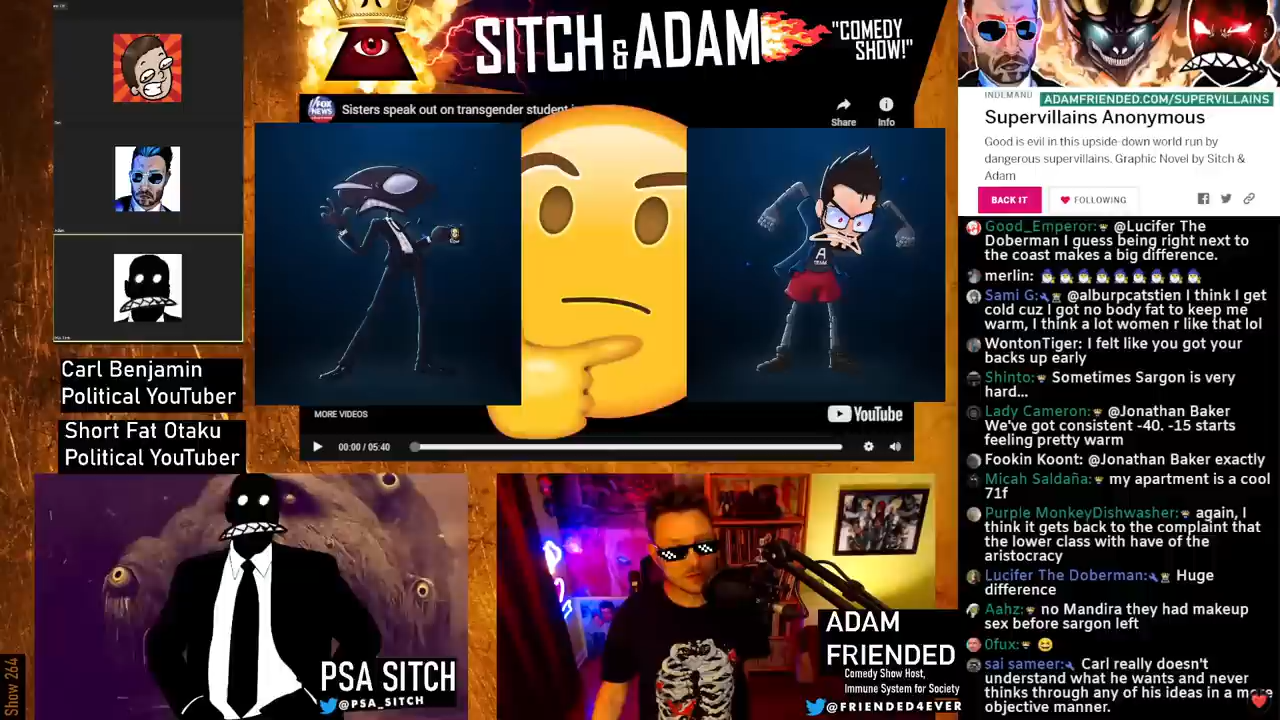 SITCH & ADAM
"COMEDY
SHOW!"
FOX
NEWS
Sisters speak out on transgender student
Share
Info
A
TEAM
MORE VIDEOS
YouTube
00:00 / 05:40
Carl Benjamin
Political YouTuber
Short Fat Otaku
Political YouTuber
PSA SITCH
@PSA_SITCH
ADAM
FRIENDED
Comedy Show Host,
Immune System for Society
@FRIENDED4EVER
Show 264
INDEMAND
ADAMFRIENDED.COM/SUPERVILLAINS
Supervillains Anonymous
Good is evil in this upside-down world run by
dangerous supervillains. Graphic Novel by Sitch &
Adam
BACK IT
FOLLOWING
Good_Emperor: @Lucifer The
Doberman I guess being right next to
the coast makes a big difference.
merlin:
Sami G: @alburpcatstien I think I get
cold cuz I got no body fat to keep me
warm, I think a lot women r like that lol
WontonTiger: I felt like you got your
backs up early
Shinto: Sometimes Sargon is very
hard...
Lady Cameron: @Jonathan Baker
We've got consistent -40. -15 starts
feeling pretty warm
Fookin Koont: @Jonathan Baker exactly
Micah Saldaña: my apartment is a cool
71f
Purple MonkeyDishwasher: again, I
think it gets back to the complaint that
the lower class with have of the
aristocracy
Lucifer The Doberman: Huge
difference
Aahz: no Mandira they had makeup
sex before sargon left
0fux:
sai sameer: Carl really doesn't
understand what he wants and never
thinks through any of his ideas in a more
objective manner.